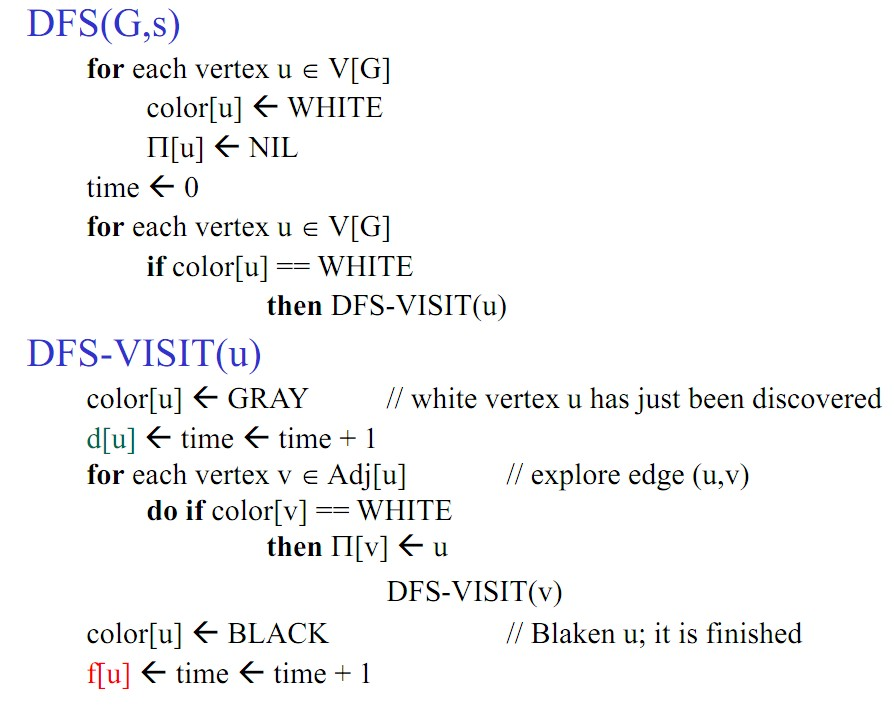 DFS(G,s)
for each vertex u ∈ V[G]
color[u] ← WHITE
Π[u] ← NIL
time ← 0
for each vertex u ∈ V[G]
if color[u] == WHITE
then DFS-VISIT(u)
DFS-VISIT(u)
color[u] ← GRAY // white vertex u has just been discovered
d[u] ← time ← time + 1
for each vertex v ∈ Adj[u] // explore edge (u,v)
do if color[v] == WHITE
then Π[v] ← u
DFS-VISIT(v)
color[u] ← BLACK // Blaken u; it is finished
f[u] ← time ← time + 1